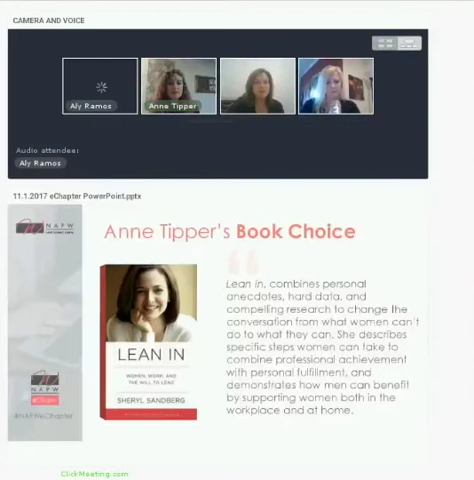 CAMERA AND VOICE
Aly Ramos
Anne Tipper
Audio attendee:
Aly Ramos
11.1.2017 eChapter PowerPoint.pptx
NAPW
Anne Tipper's Book Choice
Lean in, combines personal
anecdotes, hard data, and
compelling research to change the
conversation from what women can't
do to what they can. She describes
specific steps women can take to
combine professional achievement
with personal fulfillment, and
demonstrates how men can benefit
by supporting women both in the
workplace and at home.
LEAN IN
WOMEN, WORK, AND
THE WILL TO LEAD
SHERYL SANDBERG
NAPW
eChapter
#NAPWeChapter
ClickMeeting.com